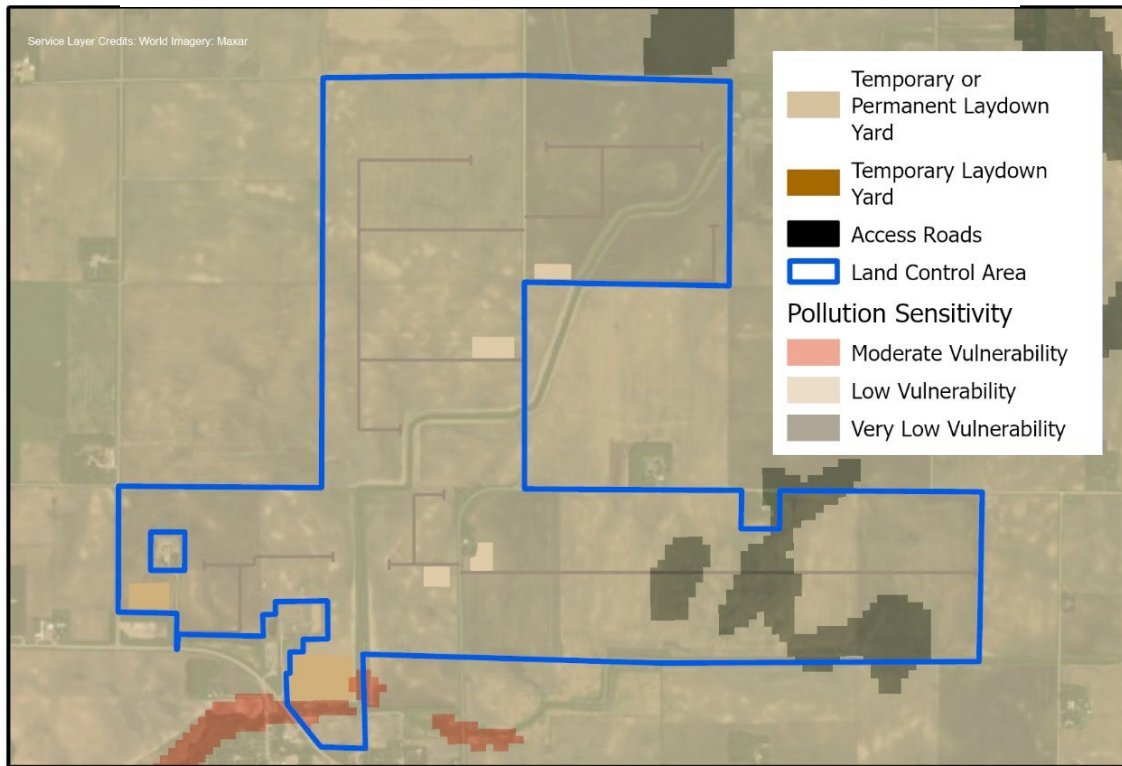 Service Layer Credits: World Imagery: Maxar
Temporary or
Permanent Laydown
Yard
Temporary Laydown
Yard
Access Roads
Land Control Area
Pollution Sensitivity
Moderate Vulnerability
Low Vulnerability
Very Low Vulnerability